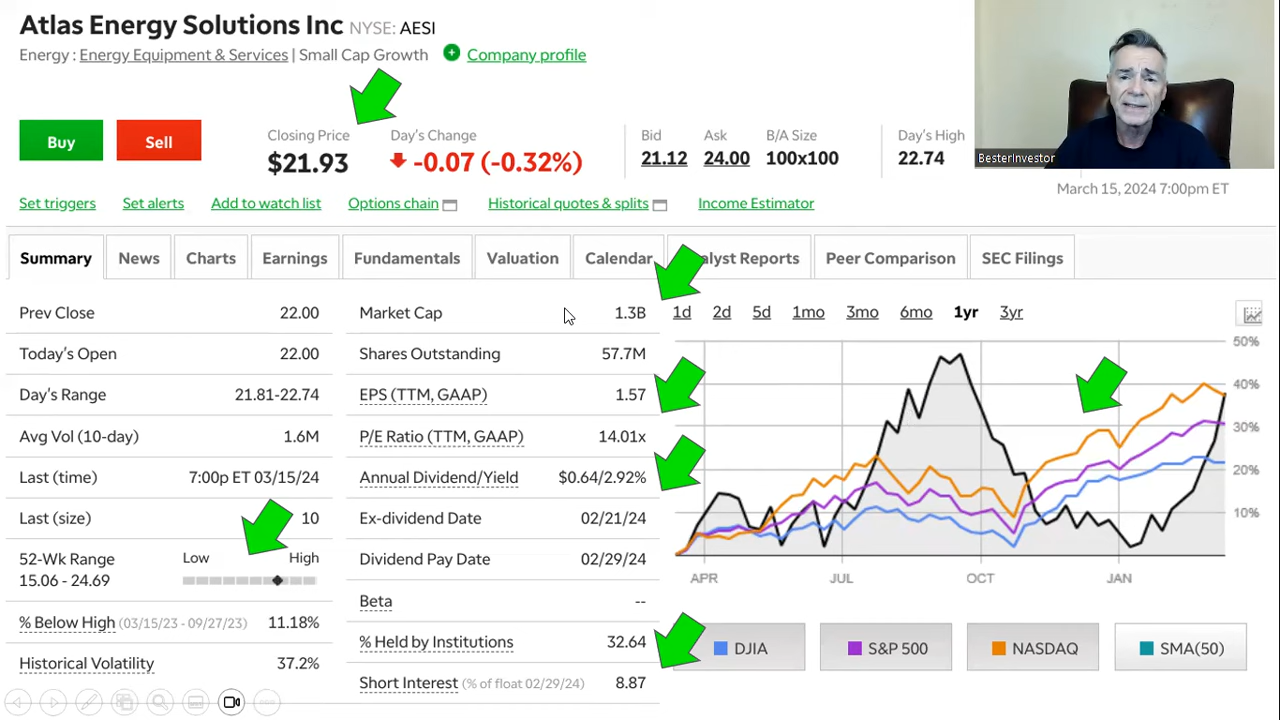 Atlas Energy Solutions Inc NYSE: AESI
Energy : Energy Equipment & Services | Small Cap Growth Company profile
Buy
Sell
Closing Price
$21.93
Day's Change
-0.07 (-0.32%)
Bid
21.12
Ask
24.00
B/A Size
100x100
Day's High
22.74
BesterInvestor
March 15, 2024 7:00pm ET
Set triggers Set alerts Add to watch list Options chain Historical quotes & splits Income Estimator
Summary News Charts Earnings Fundamentals Valuation Calendar Reports Peer Comparison SEC Filings
Prev Close 22.00
Today's Open 22.00
Day's Range 21.81-22.74
Avg Vol (10-day) 1.6M
Last (time) 7:00p ET 03/15/24
Last (size) 10
52-Wk Range Low High
15.06 - 24.69
% Below High (03/15/23 - 09/27/23) 11.18%
Historical Volatility 37.2%
Market Cap 1.3B
Shares Outstanding 57.7M
EPS (TTM, GAAP) 1.57
P/E Ratio (TTM, GAAP) 14.01x
Annual Dividend/Yield $0.64/2.92%
Ex-dividend Date 02/21/24
Dividend Pay Date 02/29/24
Beta --
% Held by Institutions 32.64
Short Interest (% of float 02/29/24) 8.87
1d 2d 5d 1mo 3mo 6mo 1yr 3yr
50%
40%
30%
20%
10%
APR JUL OCT JAN
DJIA S&P 500 NASDAQ SMA(50)